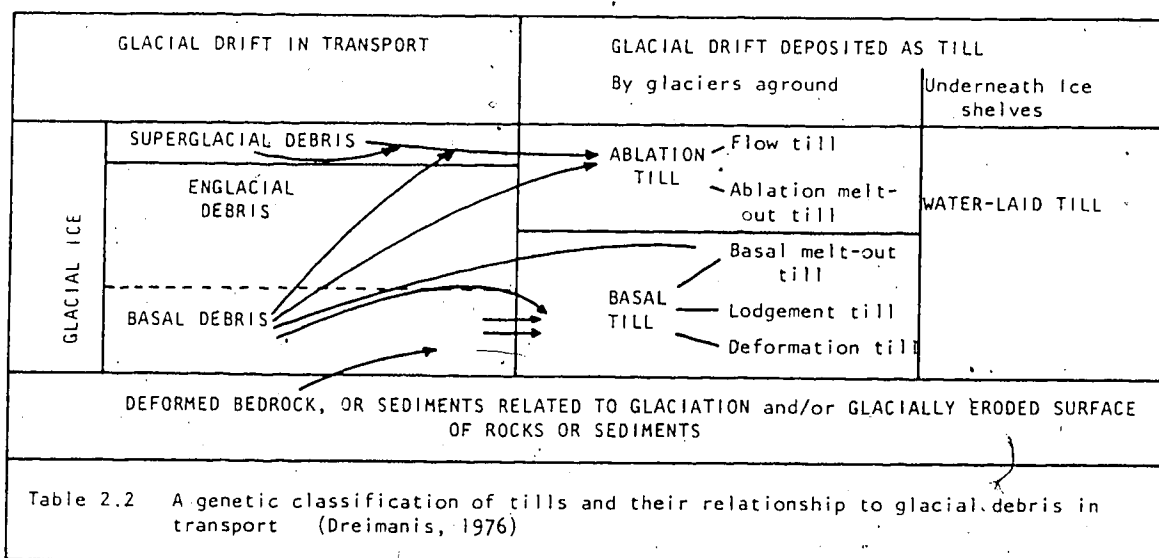 GLACIAL DRIFT IN TRANSPORT
GLACIAL DRIFT DEPOSITED AS TILL
By glaciers aground
Underneath Ice
shelves
GLACIAL ICE
SUPERGLACIAL DEBRIS
ENGLACIAL
DEBRIS
BASAL DEBRIS
ABLATION
TILL
Flow till
Ablation melt-
out till
BASAL
TILL
Basal melt-out
till
Lodgement till
Deformation till
WATER-LAID TILL
DEFORMED BEDROCK, OR SEDIMENTS RELATED TO GLACIATION and/or GLACIALLY ERODED SURFACE
OF ROCKS OR SEDIMENTS
Table 2.2 A genetic classification of tills and their relationship to glacial debris in
transport (Dreimanis, 1976)